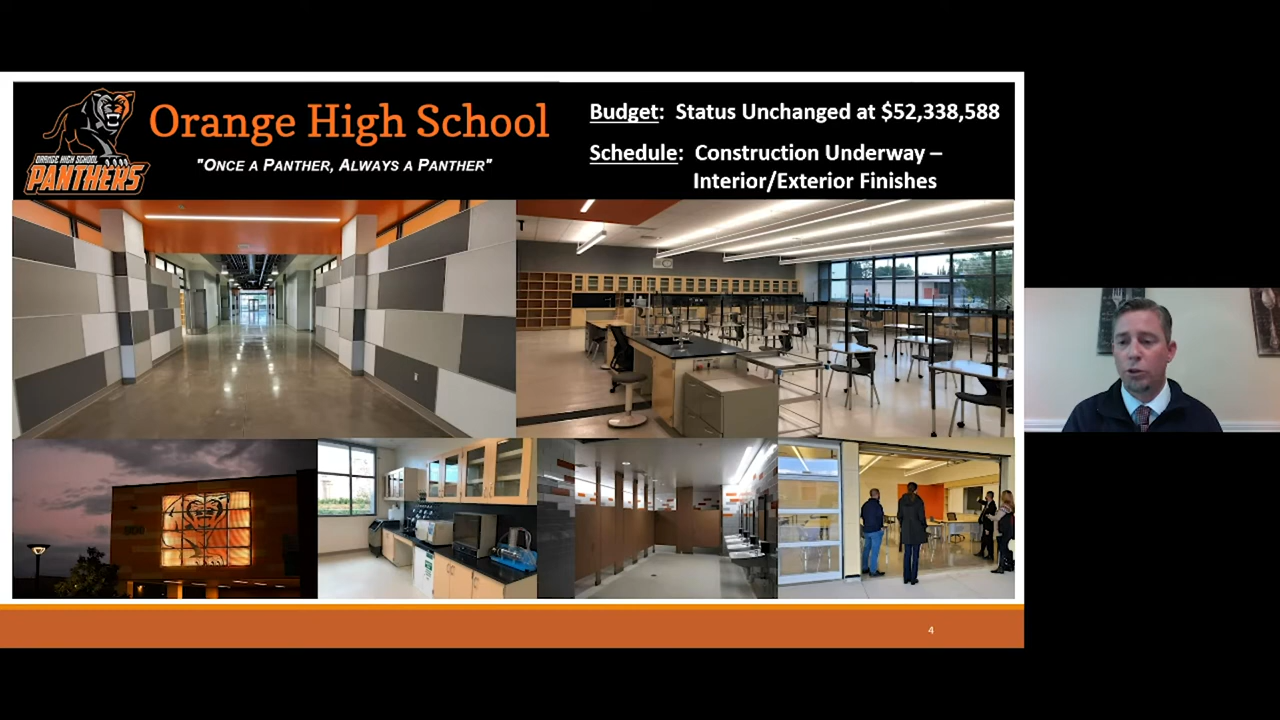 Orange High School
"ONCE A PANTHER, ALWAYS A PANTHER"
ORANGE HIGH SCHOOL
PANTHERS
Budget: Status Unchanged at $52,338,588
Schedule: Construction Underway –
Interior/Exterior Finishes
4